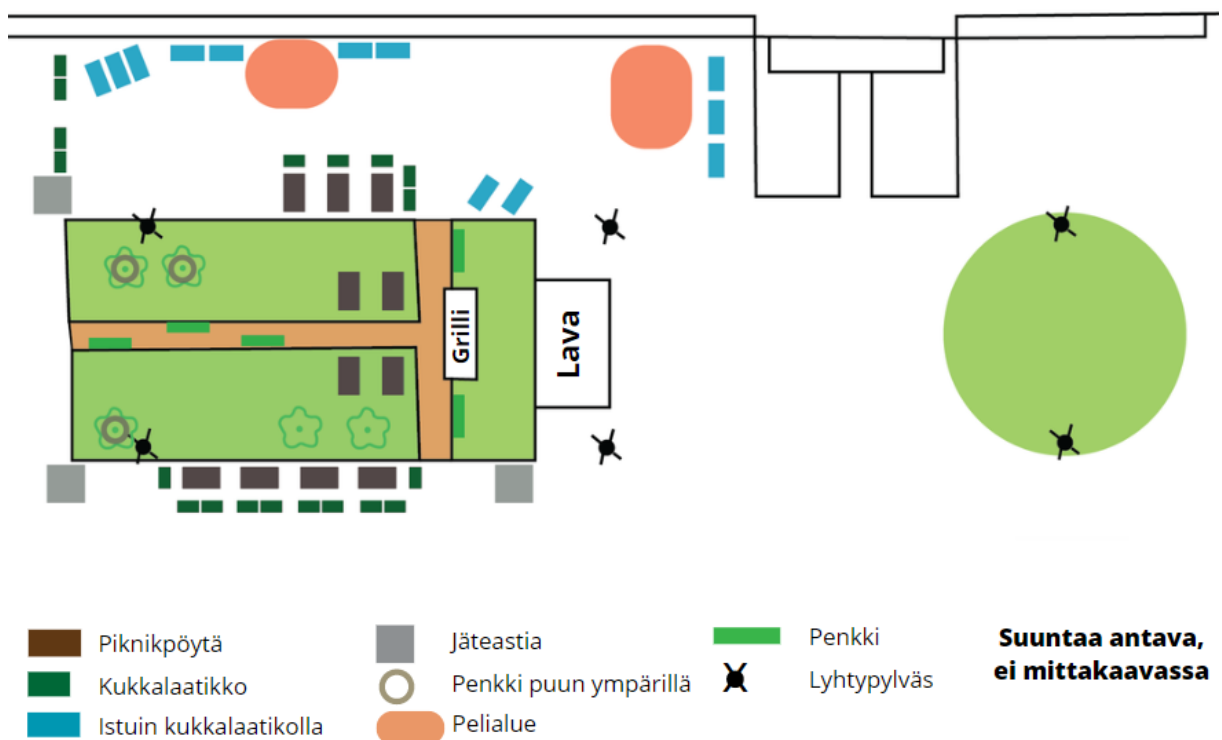 Grilli
Lava
Piknikpöytä
Kukkalaatikko
Istuin kukkalaatikolla
Jäteastia
Penkki puun ympärillä
Pelialue
Penkki
Lyhtypylväs
Suuntaa antava,
ei mittakaavassa